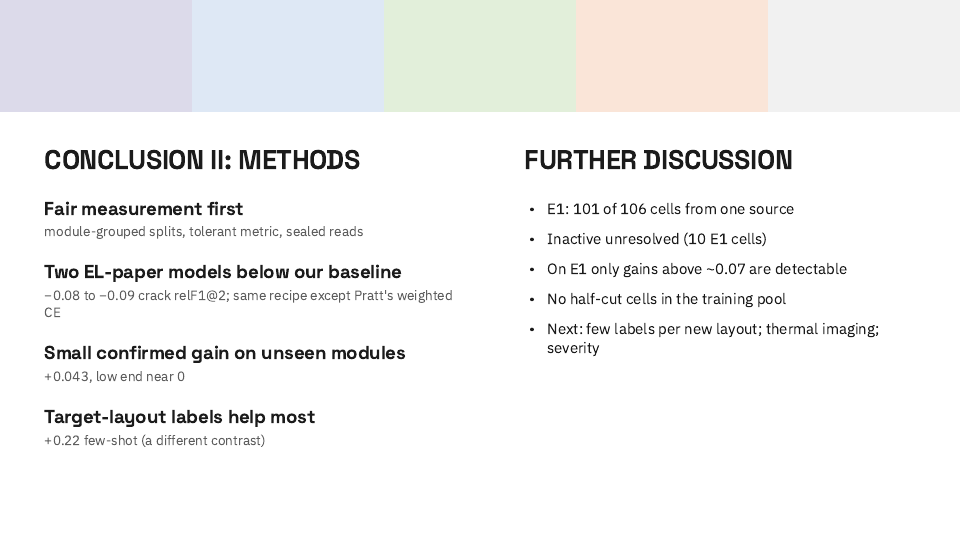 CONCLUSION II: METHODS
Fair measurement first
module-grouped splits, tolerant metric, sealed reads
Two EL-paper models below our baseline
−0.08 to −0.09 crack relF1@2; same recipe except Pratt's weighted
CE
Small confirmed gain on unseen modules
+0.043, low end near 0
Target-layout labels help most
+0.22 few-shot (a different contrast)
FURTHER DISCUSSION
• E1: 101 of 106 cells from one source
• Inactive unresolved (10 E1 cells)
• On E1 only gains above ~0.07 are detectable
• No half-cut cells in the training pool
• Next: few labels per new layout; thermal imaging;
severity